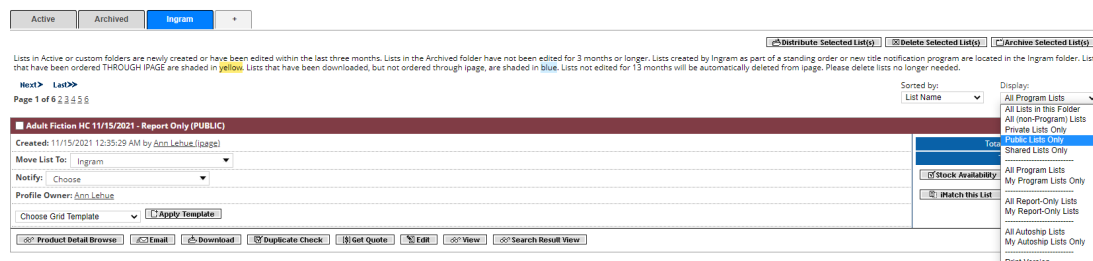 Active Archived Ingram +
Distribute Selected List(s) Delete Selected List(s) Archive Selected List(s)
Lists in Active or custom folders are newly created or have been edited within the last three months. Lists in the Archived folder have not been edited for 3 months or longer. Lists created by Ingram as part of a standing order or new title notification program are located in the Ingram folder. List
that have been ordered THROUGH IPAGE are shaded in yellow. Lists that have been downloaded, but not ordered through ipage, are shaded in blue. Lists not edited for 13 months will be automatically deleted from ipage. Please delete lists no longer needed.
Next> Last>>
Page 1 of 6 2 3 4 5 6
Sorted by: Display:
List Name All Program Lists
All Lists in this Folder
All (non-Program) Lists
Private Lists Only
Public Lists Only
Shared Lists Only
-------------------------
All Program Lists
My Program Lists Only
-------------------------
All Report-Only Lists
My Report-Only Lists
-------------------------
All Autoship Lists
My Autoship Lists Only
-------------------------
Adult Fiction HC 11/15/2021 - Report Only (PUBLIC)
Created: 11/15/2021 12:35:29 AM by Ann Lehue (ipage)
Tota
Move List To: Ingram
Notify: Choose
Stock Availability
Profile Owner: Ann Lehue
iMatch this List
Choose Grid Template Apply Template
Product Detail Browse Email Download Duplicate Check Get Quote Edit View Search Result View